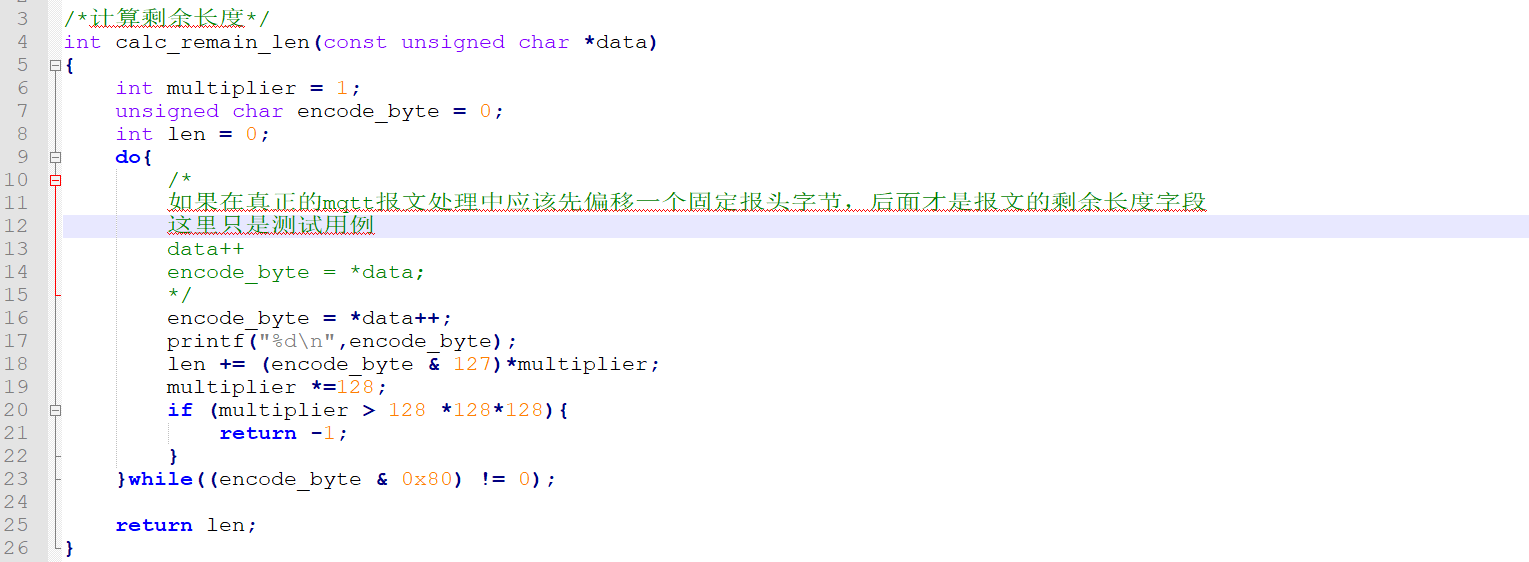 3 /*计算剩余长度*/
4 int calc_remain_len(const unsigned char *data)
5 {
6 int multiplier = 1;
7 unsigned char encode_byte = 0;
8 int len = 0;
9 do{
10 /*
11 如果在真正的mqtt报文处理中应该先偏移一个固定报头字节，后面才是报文的剩余长度字段
12 这里只是测试用例
13 data++
14 encode_byte = *data;
15 */
16 encode_byte = *data++;
17 printf("%d\n",encode_byte);
18 len += (encode_byte & 127)*multiplier;
19 multiplier *=128;
20 if (multiplier > 128 *128*128){
21 return -1;
22 }
23 }while((encode_byte & 0x80) != 0);
24
25 return len;
26 }